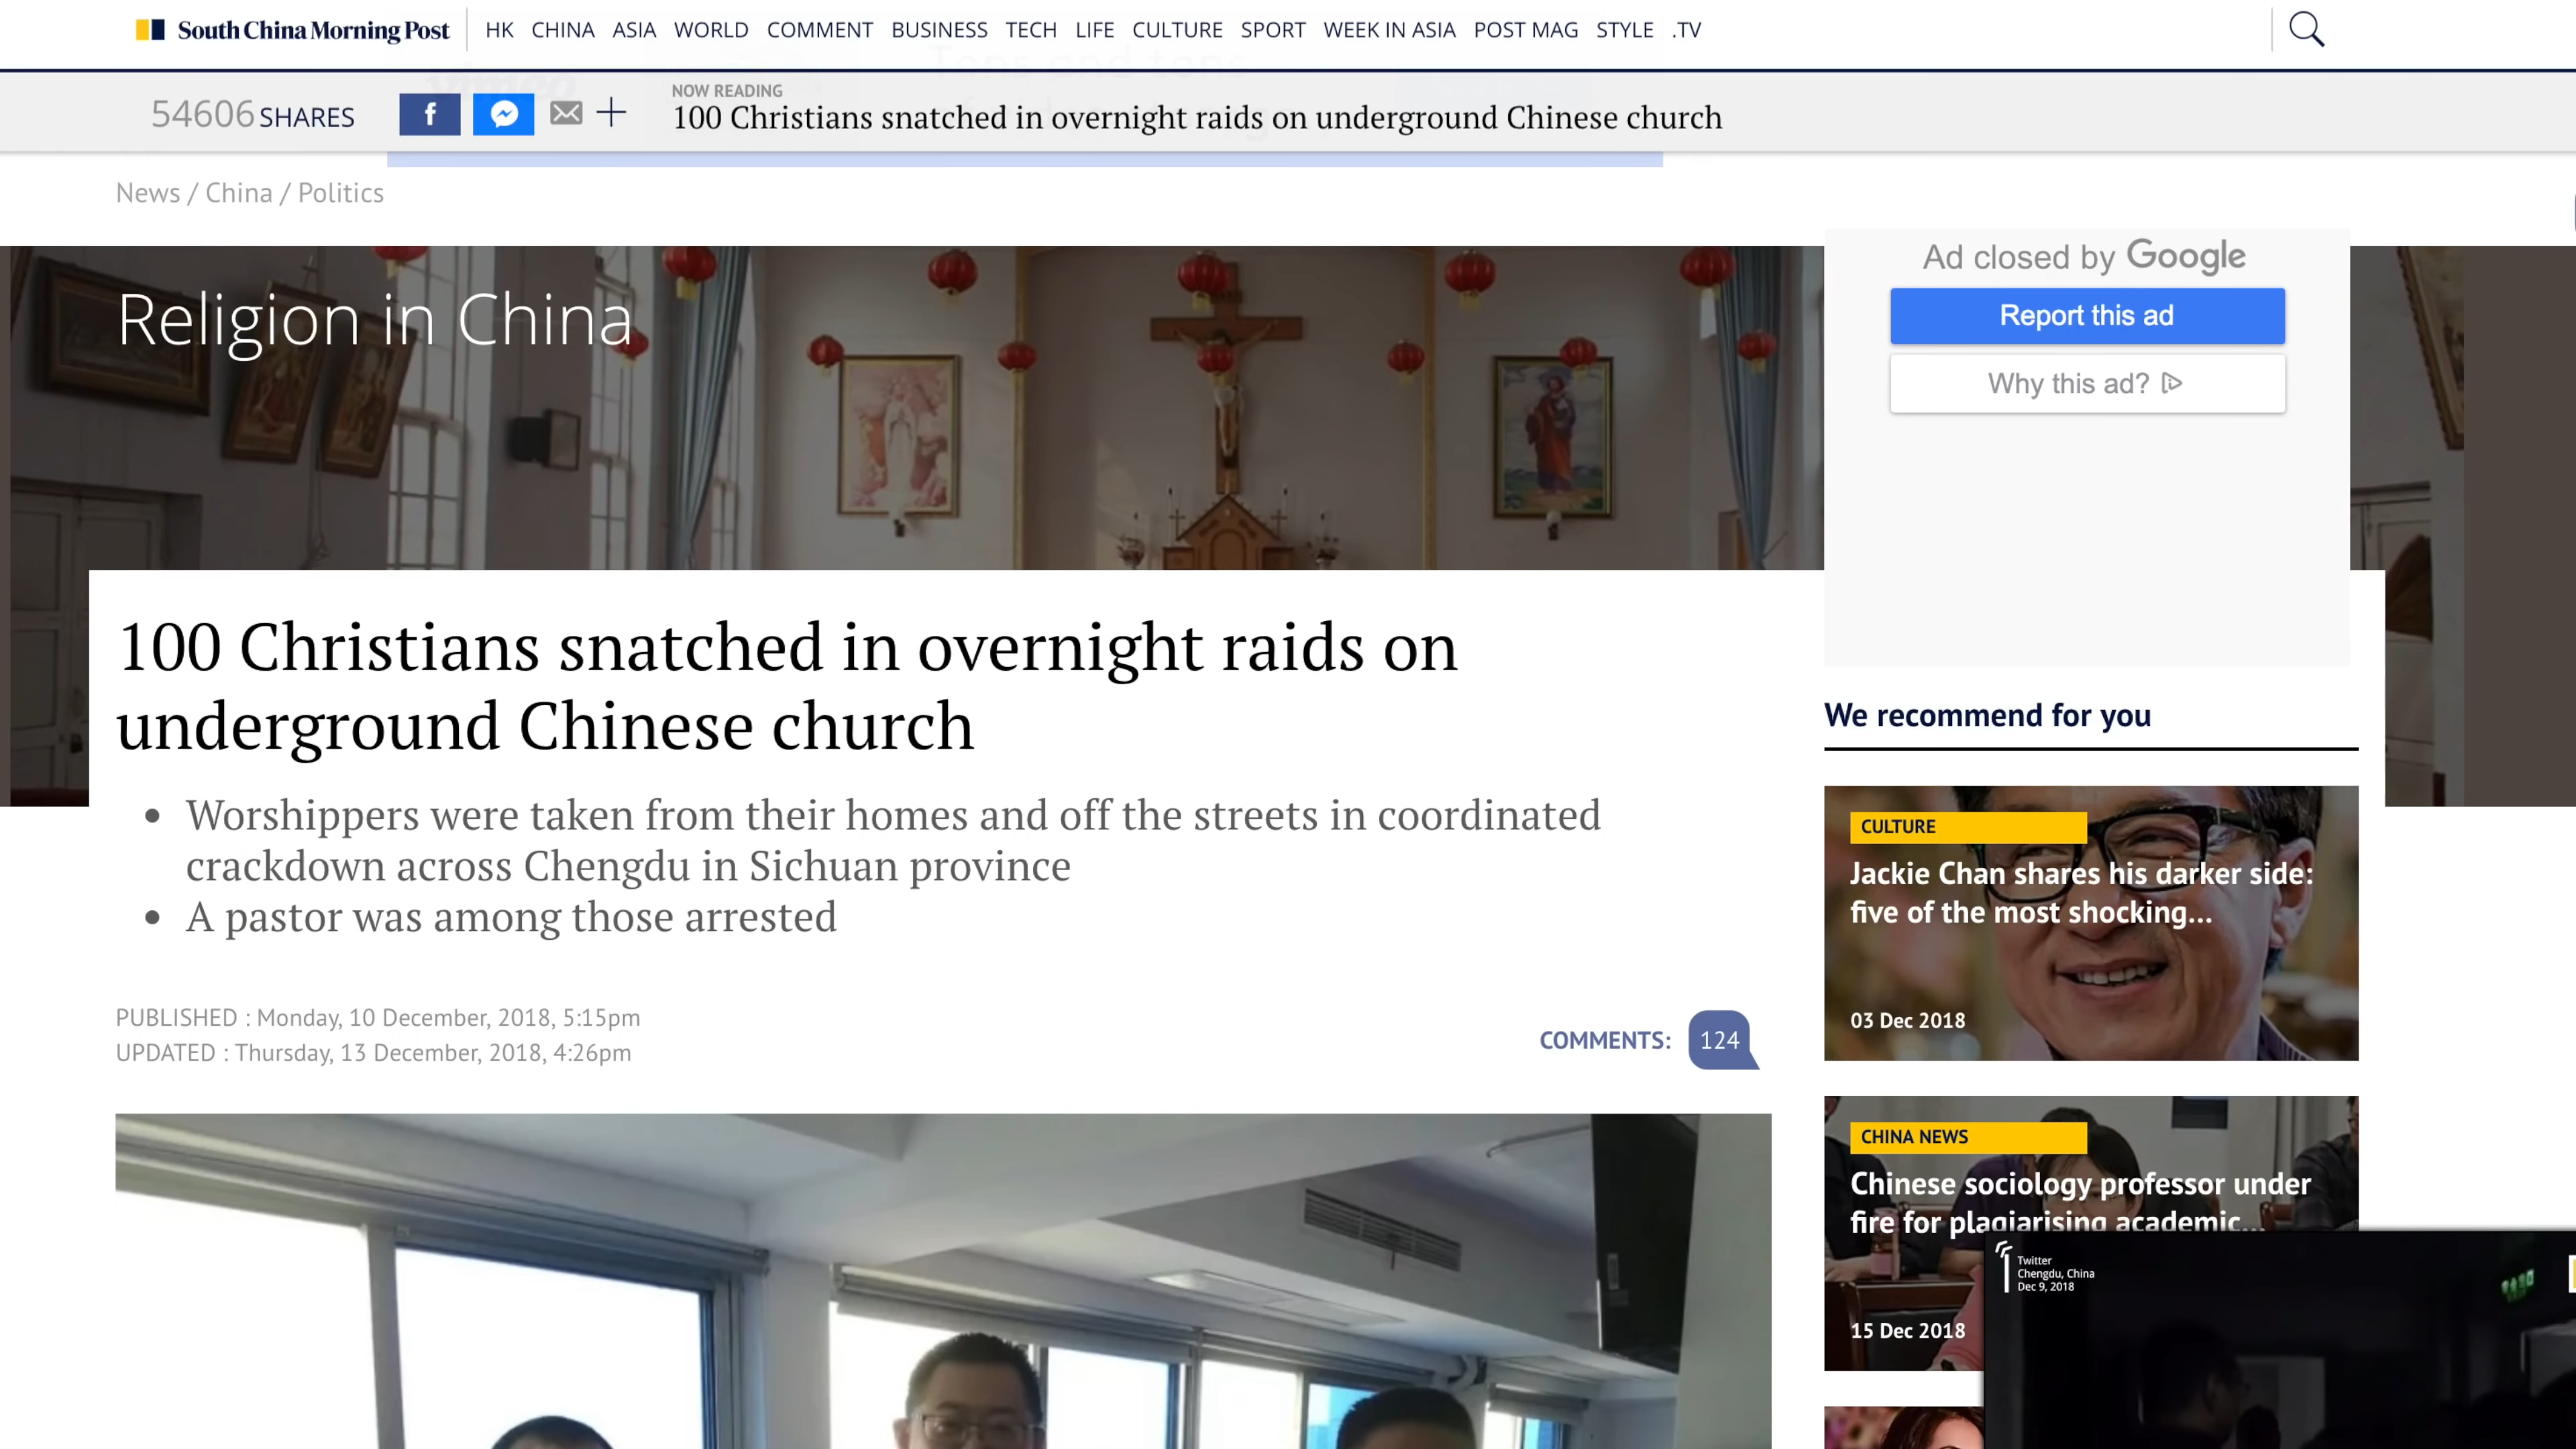 South China Morning Post
HK CHINA ASIA WORLD COMMENT BUSINESS TECH LIFE CULTURE SPORT WEEK IN ASIA POST MAG STYLE .TV
54606 SHARES
f
NOW READING
100 Christians snatched in overnight raids on underground Chinese church
News / China / Politics
Religion in China
Ad closed by Google
Report this ad
Why this ad?
100 Christians snatched in overnight raids on
underground Chinese church
• Worshippers were taken from their homes and off the streets in coordinated
crackdown across Chengdu in Sichuan province
• A pastor was among those arrested
PUBLISHED : Monday, 10 December, 2018, 5:15pm
UPDATED : Thursday, 13 December, 2018, 4:26pm
COMMENTS: 124
We recommend for you
CULTURE
Jackie Chan shares his darker side:
five of the most shocking...
03 Dec 2018
CHINA NEWS
Chinese sociology professor under
fire for plagiarising academic...
15 Dec 2018
Twitter
Chengdu, China
Dec 9, 2018